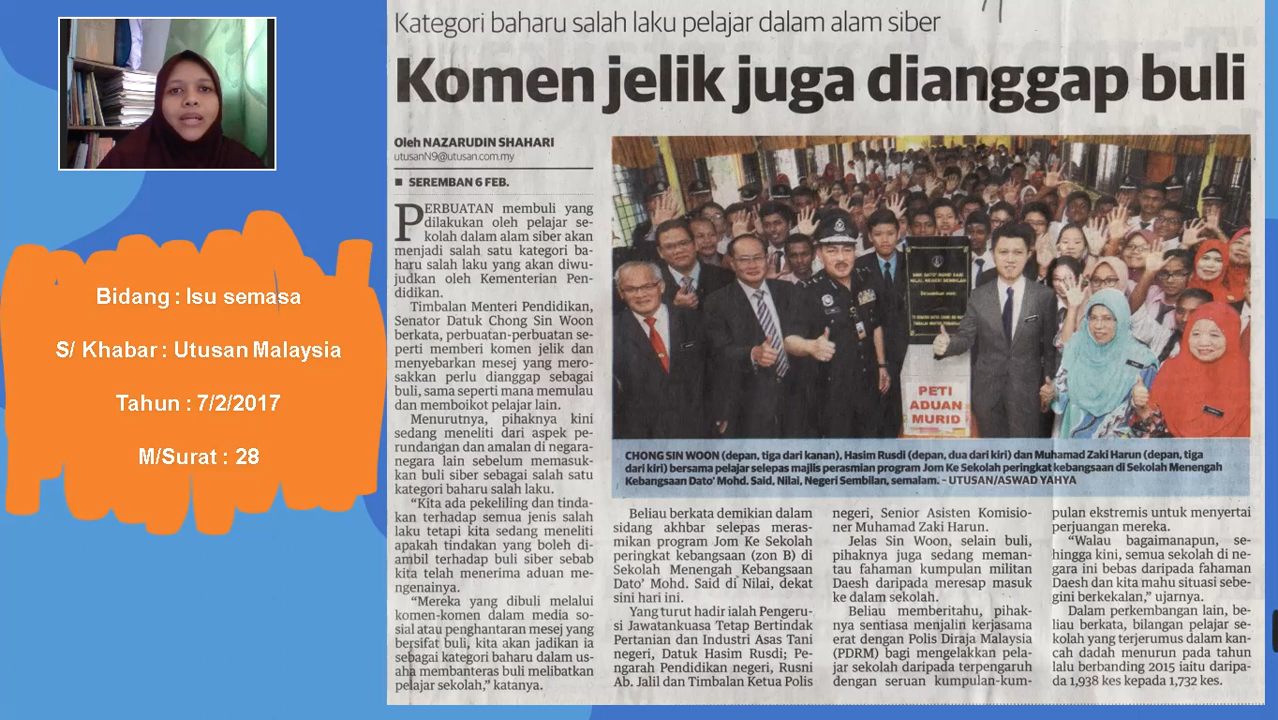 Bidang : Isu semasa
S/ Khabar : Utusan Malaysia
Tahun : 7/2/2017
M/Surat : 28
Kategori baharu salah laku pelajar dalam alam siber
Komen jelik juga dianggap buli
Oleh NAZARUDIN SHAHARI
utusanN9@utusan.com.my
■ SEREMBAN 6 FEB.
PERBUATAN membuli yang
dilakukan oleh pelajar se-
kolah dalam alam siber akan
menjadi salah satu kategori ba-
haru salah laku yang akan diwu-
judkan oleh Kementerian Pen-
didikan.
Timbalan Menteri Pendidikan,
Senator Datuk Chong Sin Woon
berkata, perbuatan-perbuatan se-
perti memberi komen jelik dan
menyebarkan mesej yang mero-
sakkan perlu dianggap sebagai
buli, sama seperti mana memulau
dan memboikot pelajar lain.
Menurutnya, pihaknya kini
sedang meneliti dari aspek pe-
rundangan dan amalan di negara-
negara lain sebelum memasuk-
kan buli siber sebagai salah satu
kategori baharu salah laku.
“Kita ada pekeliling dan tinda-
kan terhadap semua jenis salah
laku tetapi kita sedang meneliti
apakah tindakan yang boleh di-
ambil terhadap buli siber sebab
kita telah menerima aduan me-
ngenainya.
“Mereka yang dibuli melalui
komen-komen dalam media so-
sial atau penghantaran mesej yang
bersifat buli, kita akan jadikan ia
sebagai kategori baharu dalam us-
aha membanteras buli melibatkan
pelajar sekolah,” katanya.
PETI
ADUAN
MURID
CHONG SIN WOON (depan, tiga dari kanan), Hasim Rusdi (depan, dua dari kiri) dan Muhamad Zaki Harun (depan, tiga
dari kiri) bersama pelajar selepas majlis perasmian program Jom Ke Sekolah peringkat kebangsaan di Sekolah Menengah
Kebangsaan Dato’ Mohd. Said, Nilai, Negeri Sembilan, semalam. – UTUSAN/ASWAD YAHYA
Beliau berkata demikian dalam
sidang akhbar selepas meras-
mikan program Jom Ke Sekolah
peringkat kebangsaan (zon B) di
Sekolah Menengah Kebangsaan
Dato’ Mohd. Said di Nilai, dekat
sini hari ini.
Yang turut hadir ialah Pengeru-
si Jawatankuasa Tetap Bertindak
Pertanian dan Industri Asas Tani
negeri, Datuk Hasim Rusdi; Pe-
ngarah Pendidikan negeri, Rusni
Ab. Jalil dan Timbalan Ketua Polis
negeri, Senior Asisten Komisio-
ner Muhamad Zaki Harun.
Jelas Sin Woon, selain buli,
pihaknya juga sedang meman-
tau fahaman kumpulan militan
Daesh daripada meresap masuk
ke dalam sekolah.
Beliau memberitahu, pihak-
nya sentiasa menjalin kerjasama
erat dengan Polis Diraja Malaysia
(PDRM) bagi mengelakkan pela-
jar sekolah daripada terpengaruh
dengan seruan kumpulan-kum-
pulan ekstremis untuk menyertai
perjuangan mereka.
“Walau bagaimanapun, se-
hingga kini, semua sekolah di ne-
gara ini bebas daripada fahaman
Daesh dan kita mahu situasi sebe-
gini berkekalan,” ujarnya.
Dalam perkembangan lain, be-
liau berkata, bilangan pelajar se-
kolah yang terjerumus dalam kan-
cah dadah menurun pada tahun
lalu berbanding 2015 iaitu daripa-
da 1,938 kes kepada 1,732 kes.